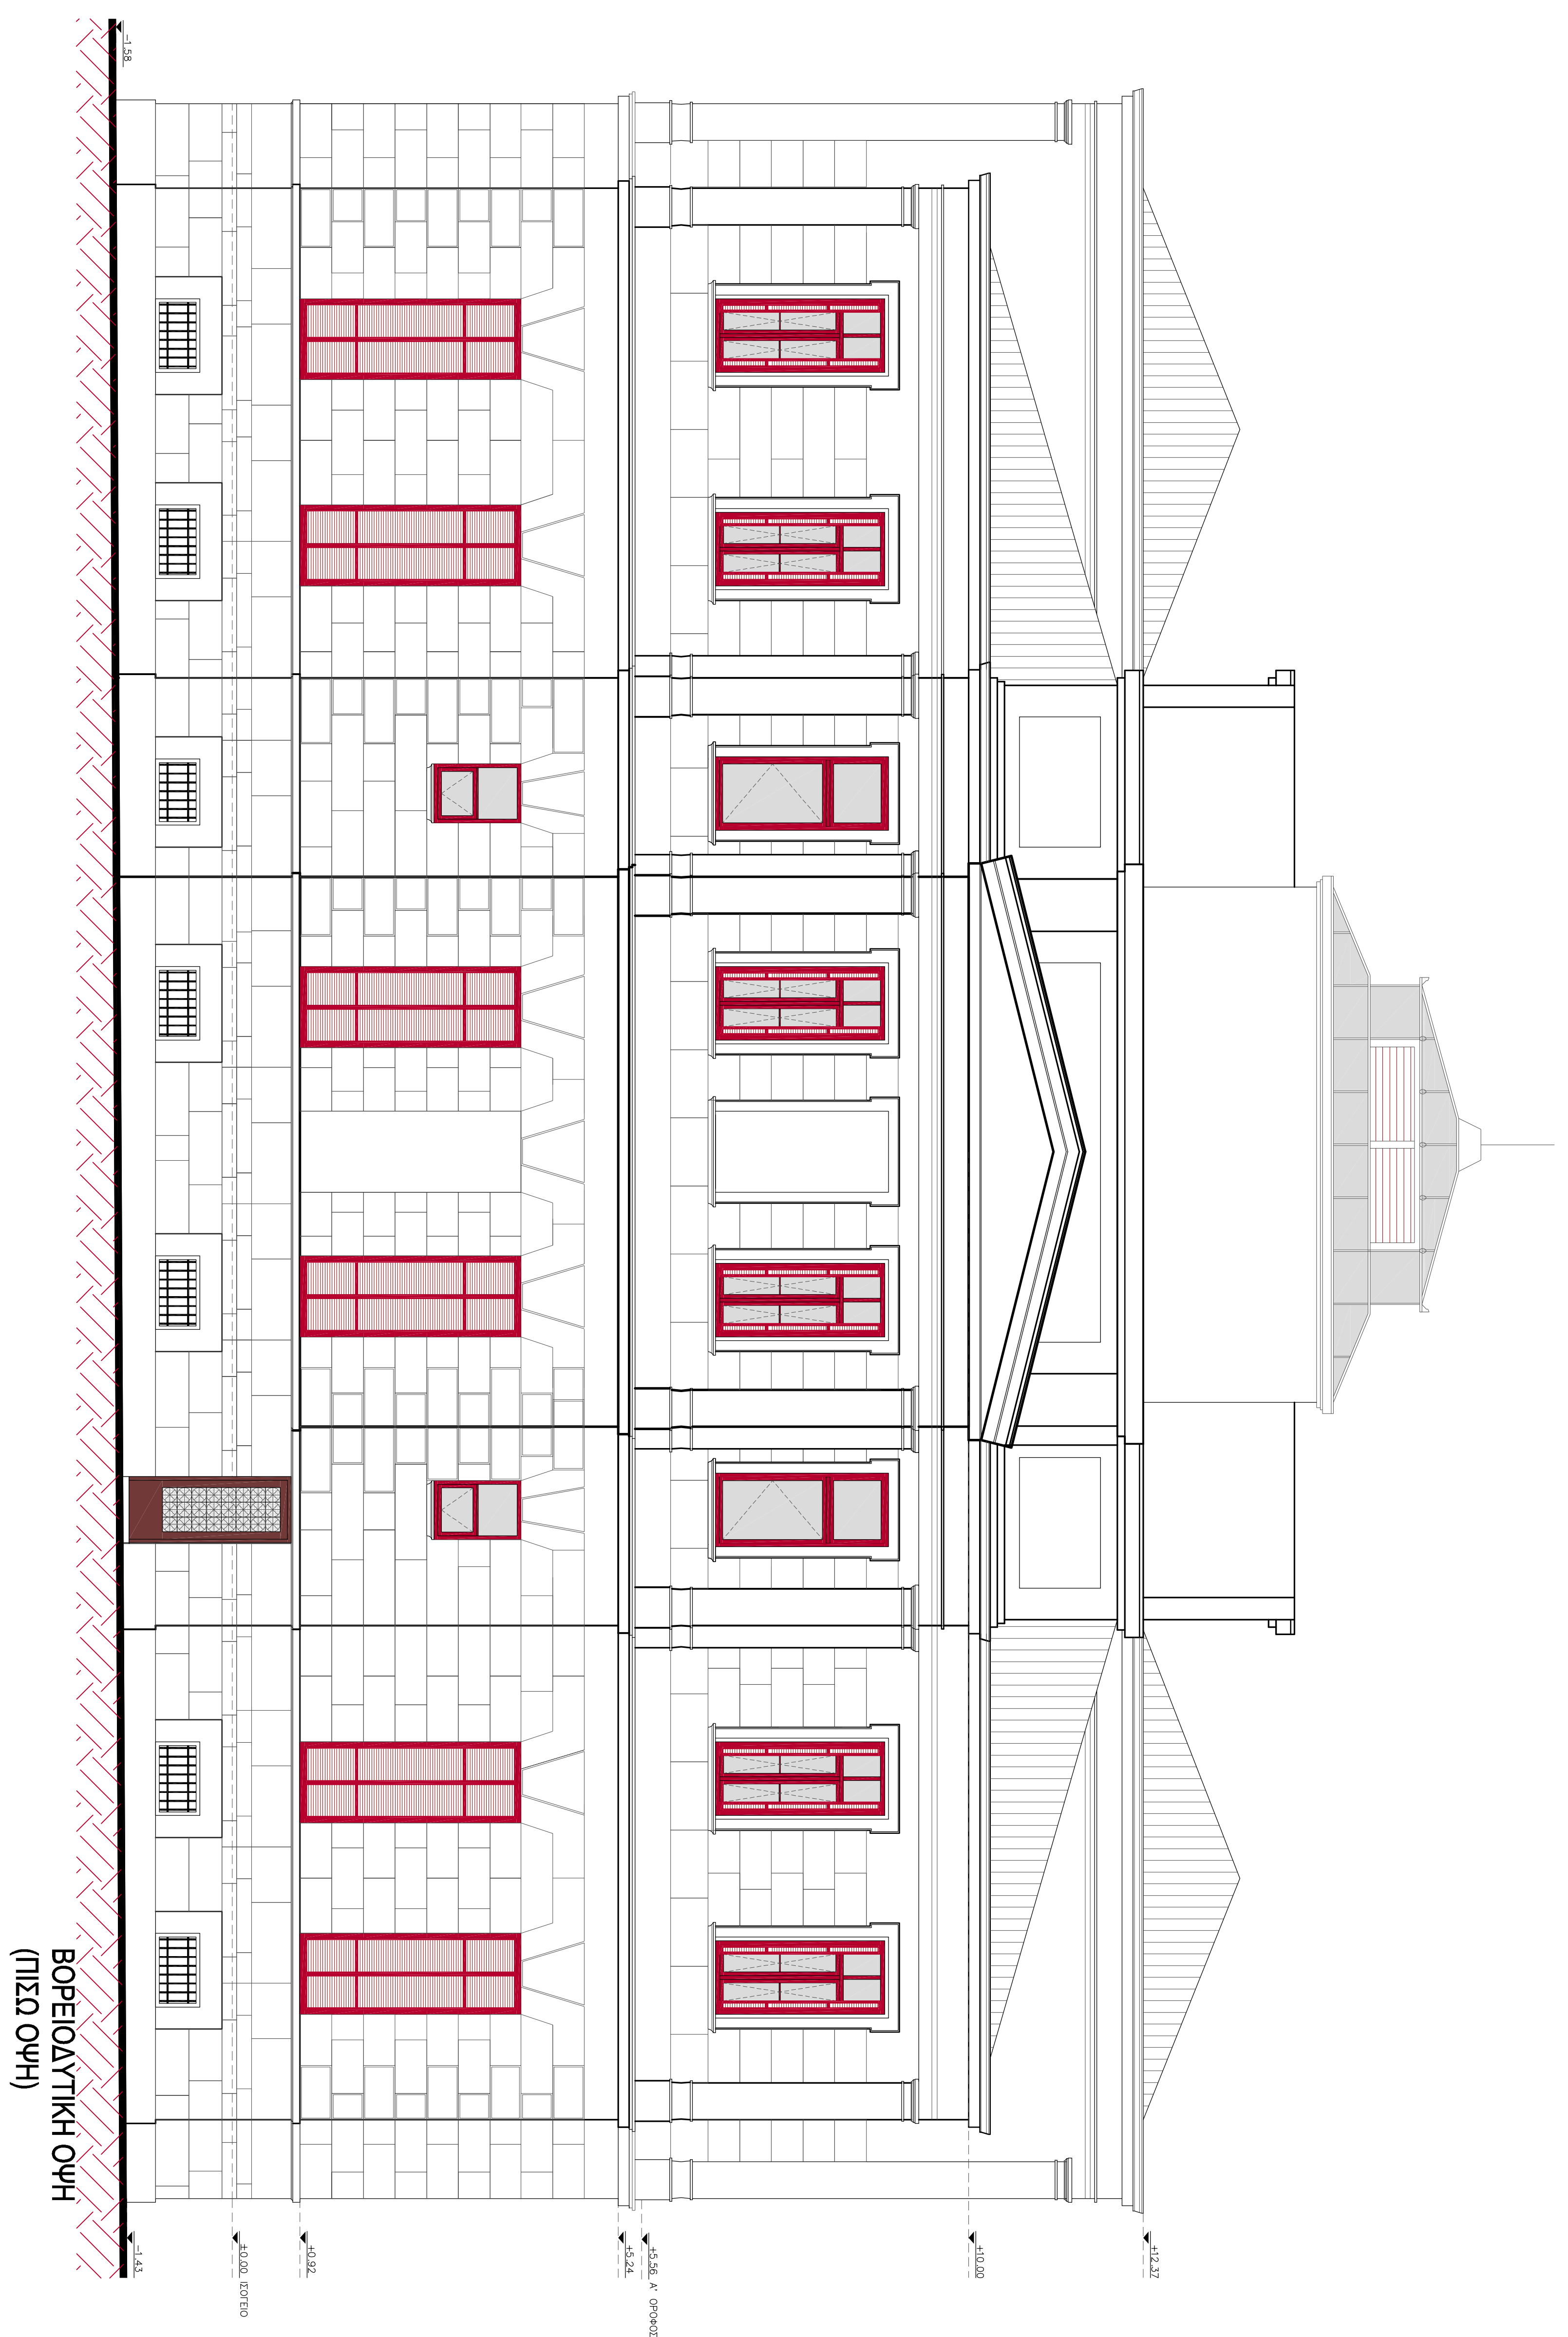 -1.58
+12.37
+10.00
+5.56 Α' ΟΡΟΦΟΣ
+5.24
+0.92
±0.00 ΙΣΟΓΕΙΟ
-1.43
ΒΟΡΕΙΟΔΥΤΙΚΗ ΟΨΗ
(ΠΙΣΩ ΟΨΗ)